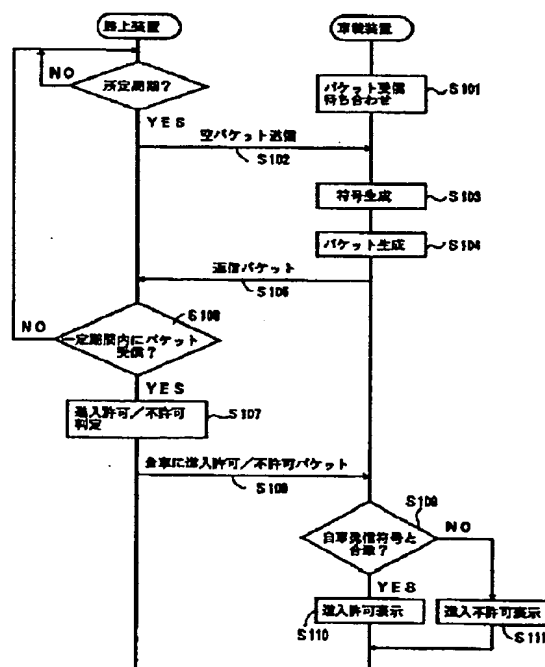 路上装置
車載装置
所定周期?
NO
YES
パケット受信
待ち合わせ
S101
空パケット送信
S102
符号生成
S103
パケット生成
S104
返信パケット
S105
S106
一定期間内にパケット
受信?
NO
YES
進入許可/不許可
判定
S107
全車に進入許可/不許可パケット
S108
S109
自車発信符号と
合致?
NO
YES
進入許可表示
S110
進入不許可表示
S111